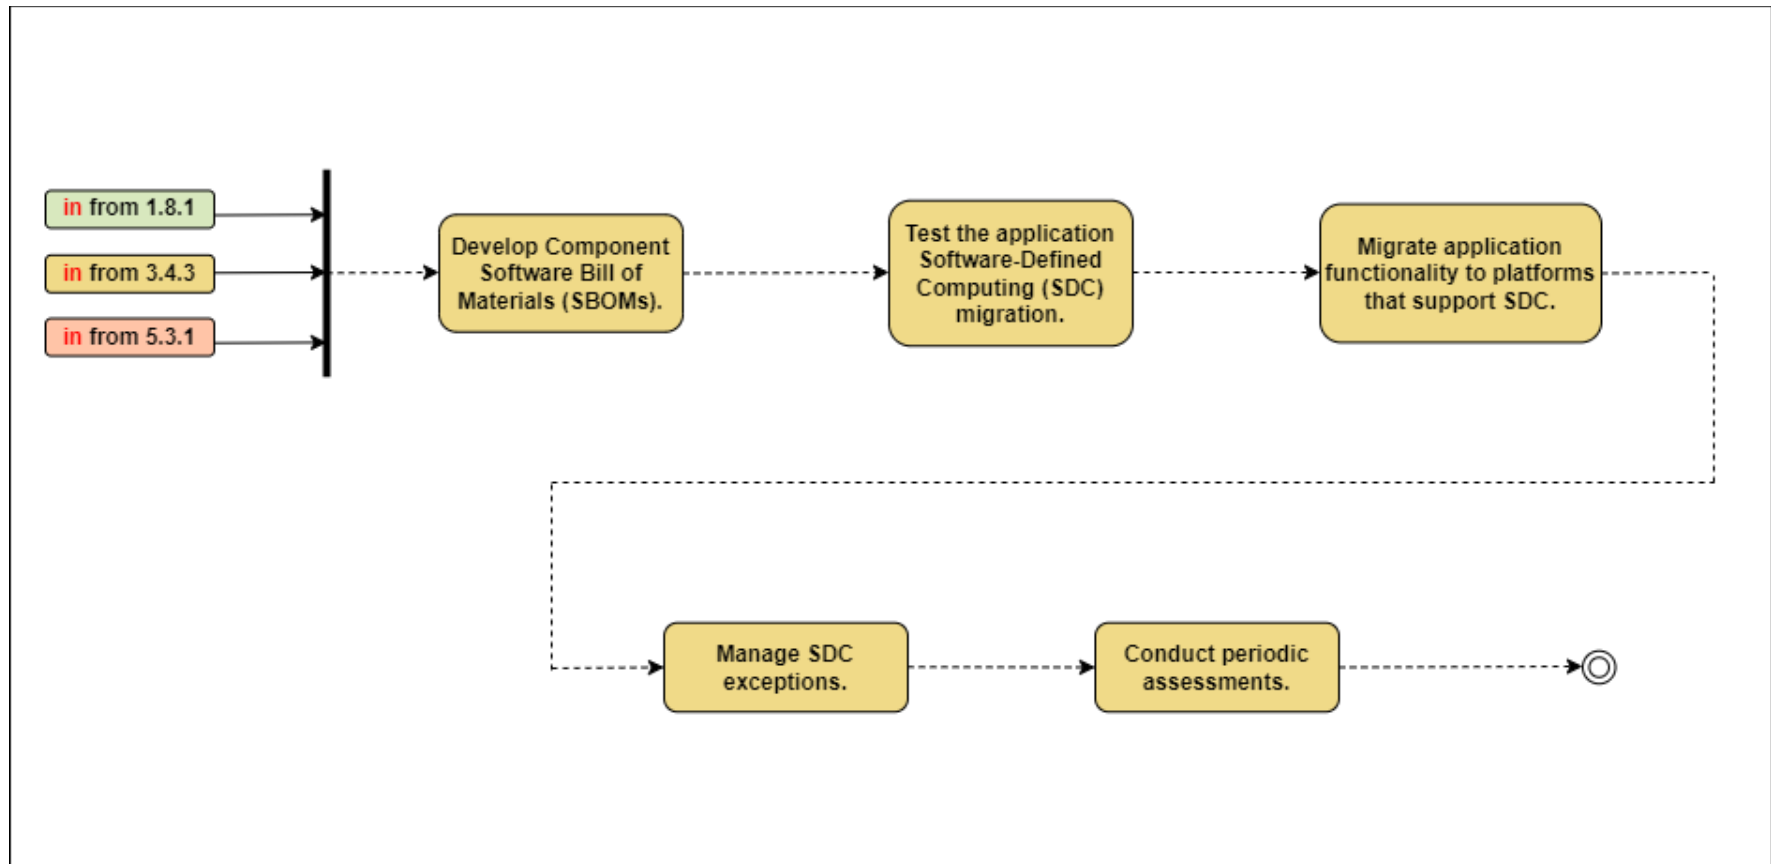 in from 1.8.1
in from 3.4.3
in from 5.3.1
Develop Component
Software Bill of
Materials (SBOMs).
Test the application
Software-Defined
Computing (SDC)
migration.
Migrate application
functionality to platforms
that support SDC.
Manage SDC
exceptions.
Conduct periodic
assessments.